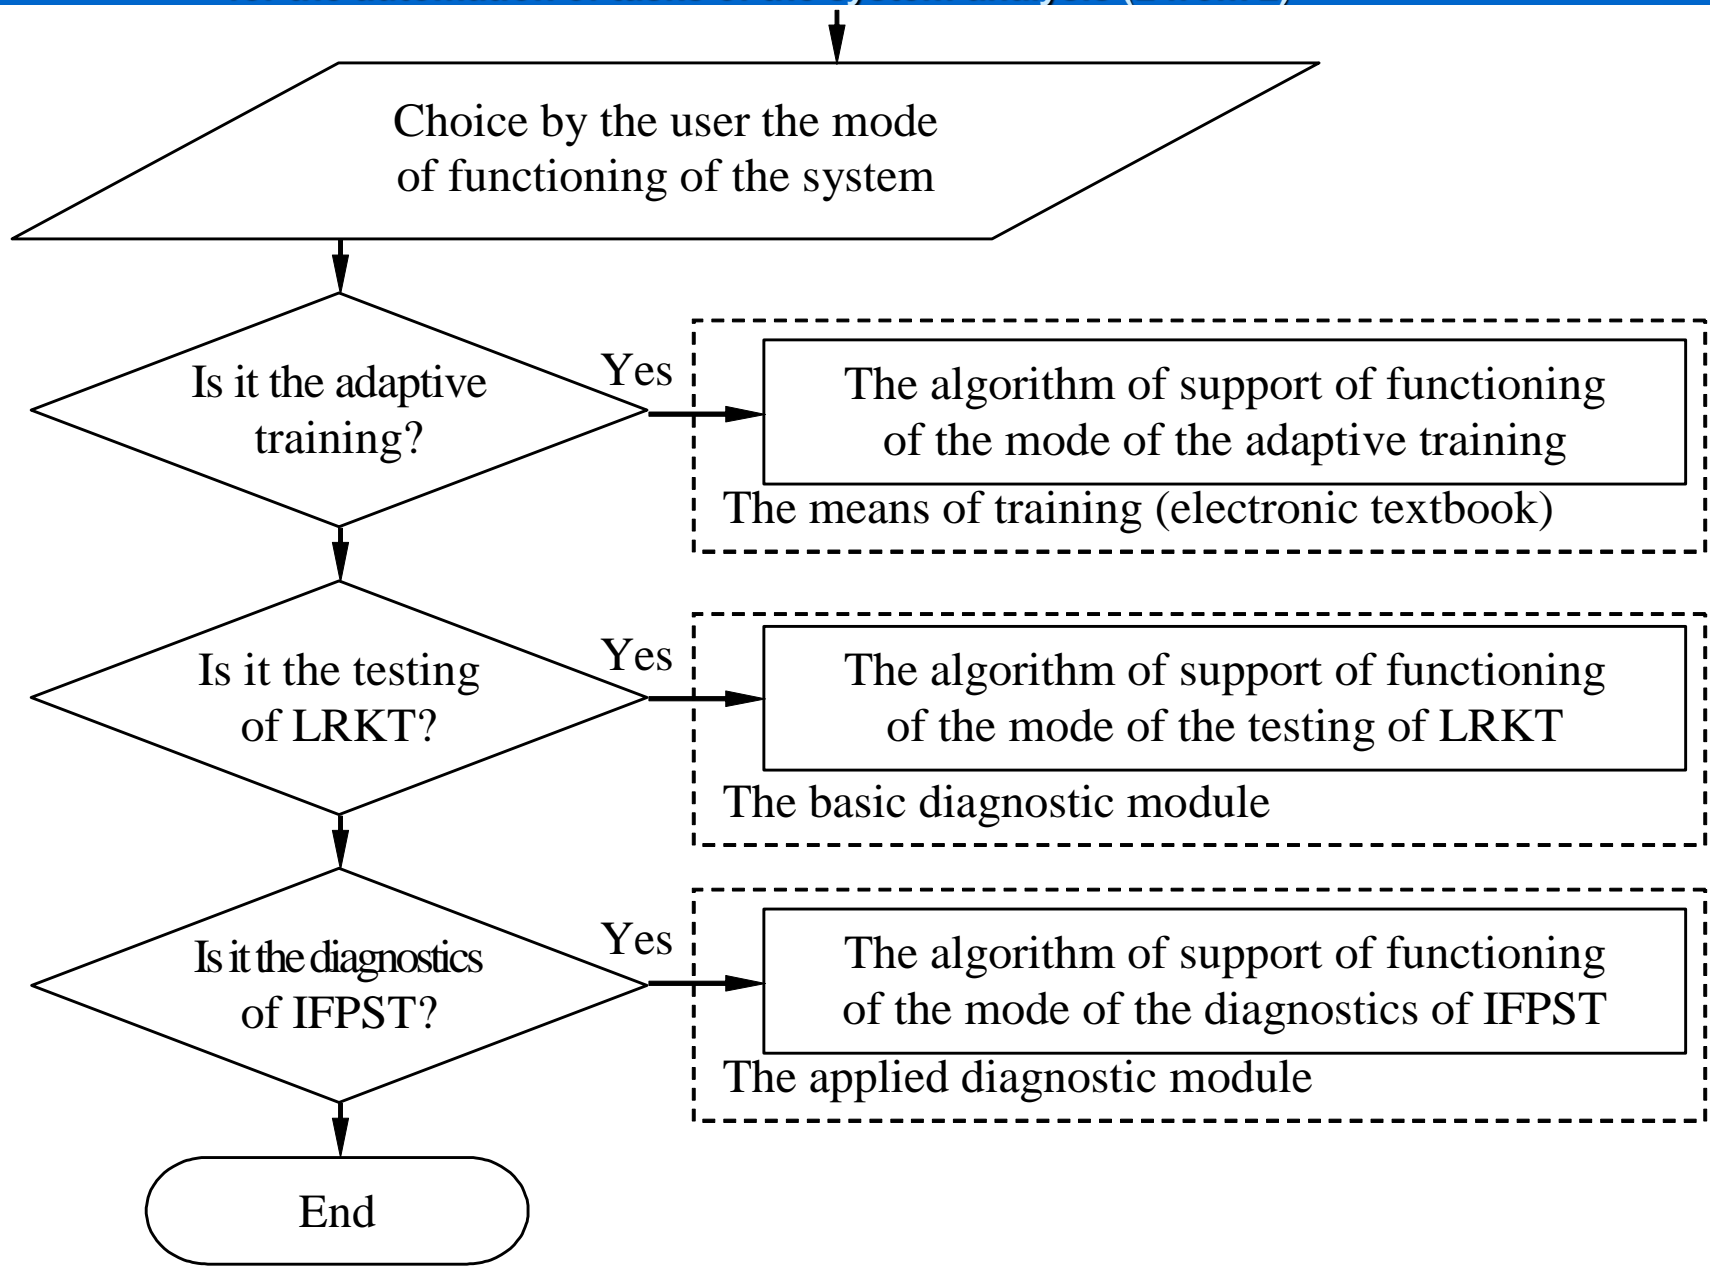 Choice by the user the mode
of functioning of the system
Is it the adaptive
training?
Yes
The algorithm of support of functioning
of the mode of the adaptive training
The means of training (electronic textbook)
Is it the testing
of LRKT?
Yes
The algorithm of support of functioning
of the mode of the testing of LRKT
The basic diagnostic module
Is it the diagnostics
of IFPST?
Yes
The algorithm of support of functioning
of the mode of the diagnostics of IFPST
The applied diagnostic module
End